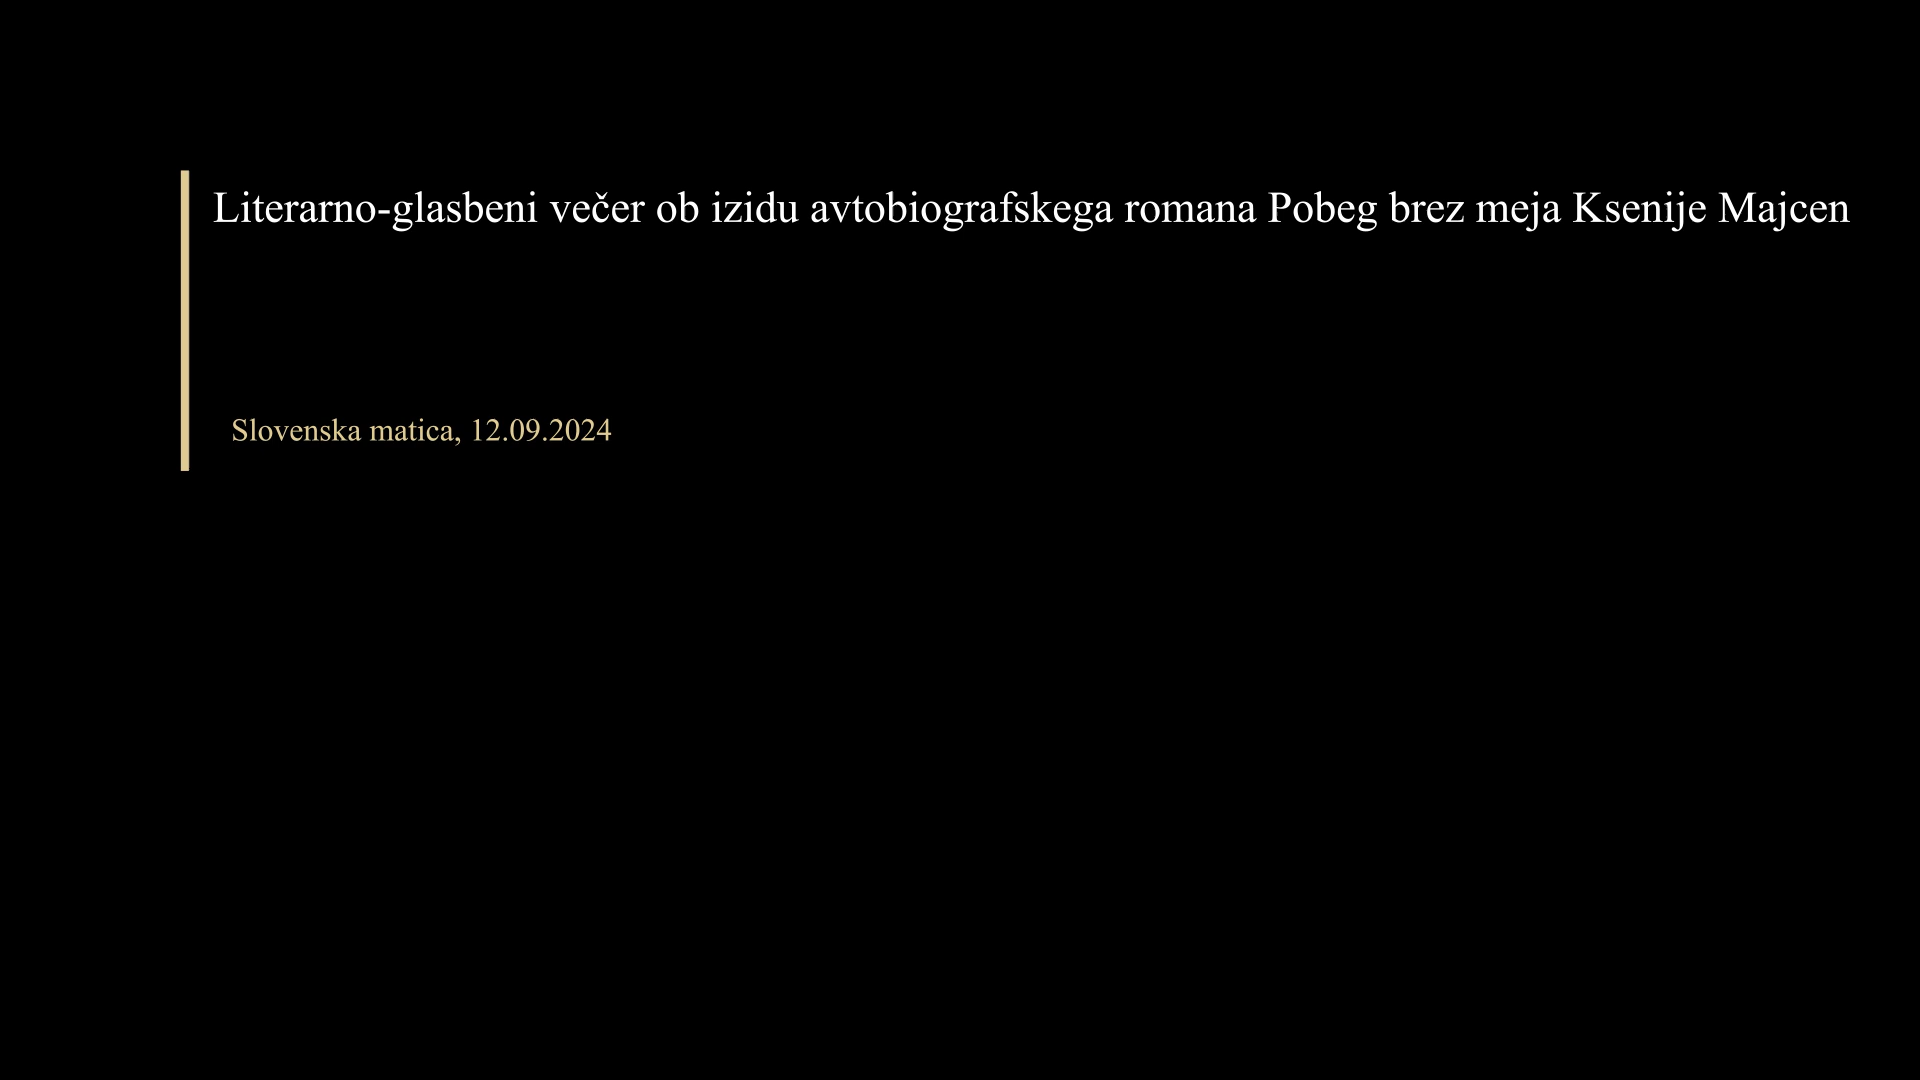 Literarno-glasbeni večer ob izidu avtobiografskega romana Pobeg brez meja Ksenije Majcen
Slovenska matica, 12.09.2024